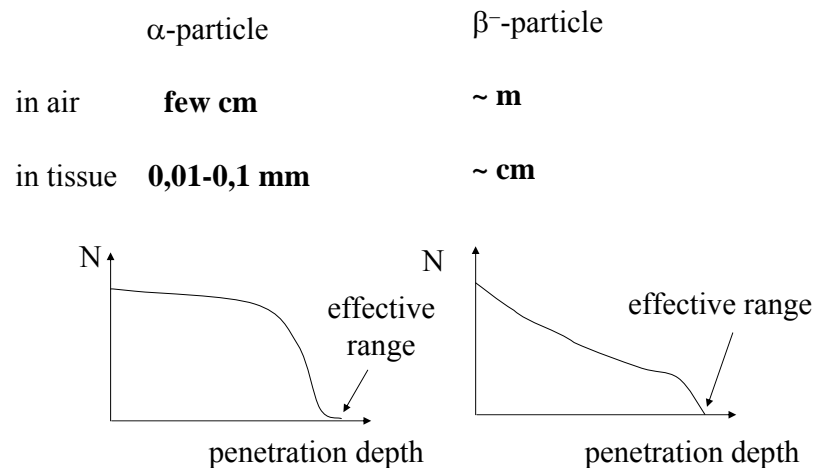 α-particle β⁻-particle
in air few cm ~ m
in tissue 0,01-0,1 mm ~ cm
N
effective
range
penetration depth
N
effective range
penetration depth